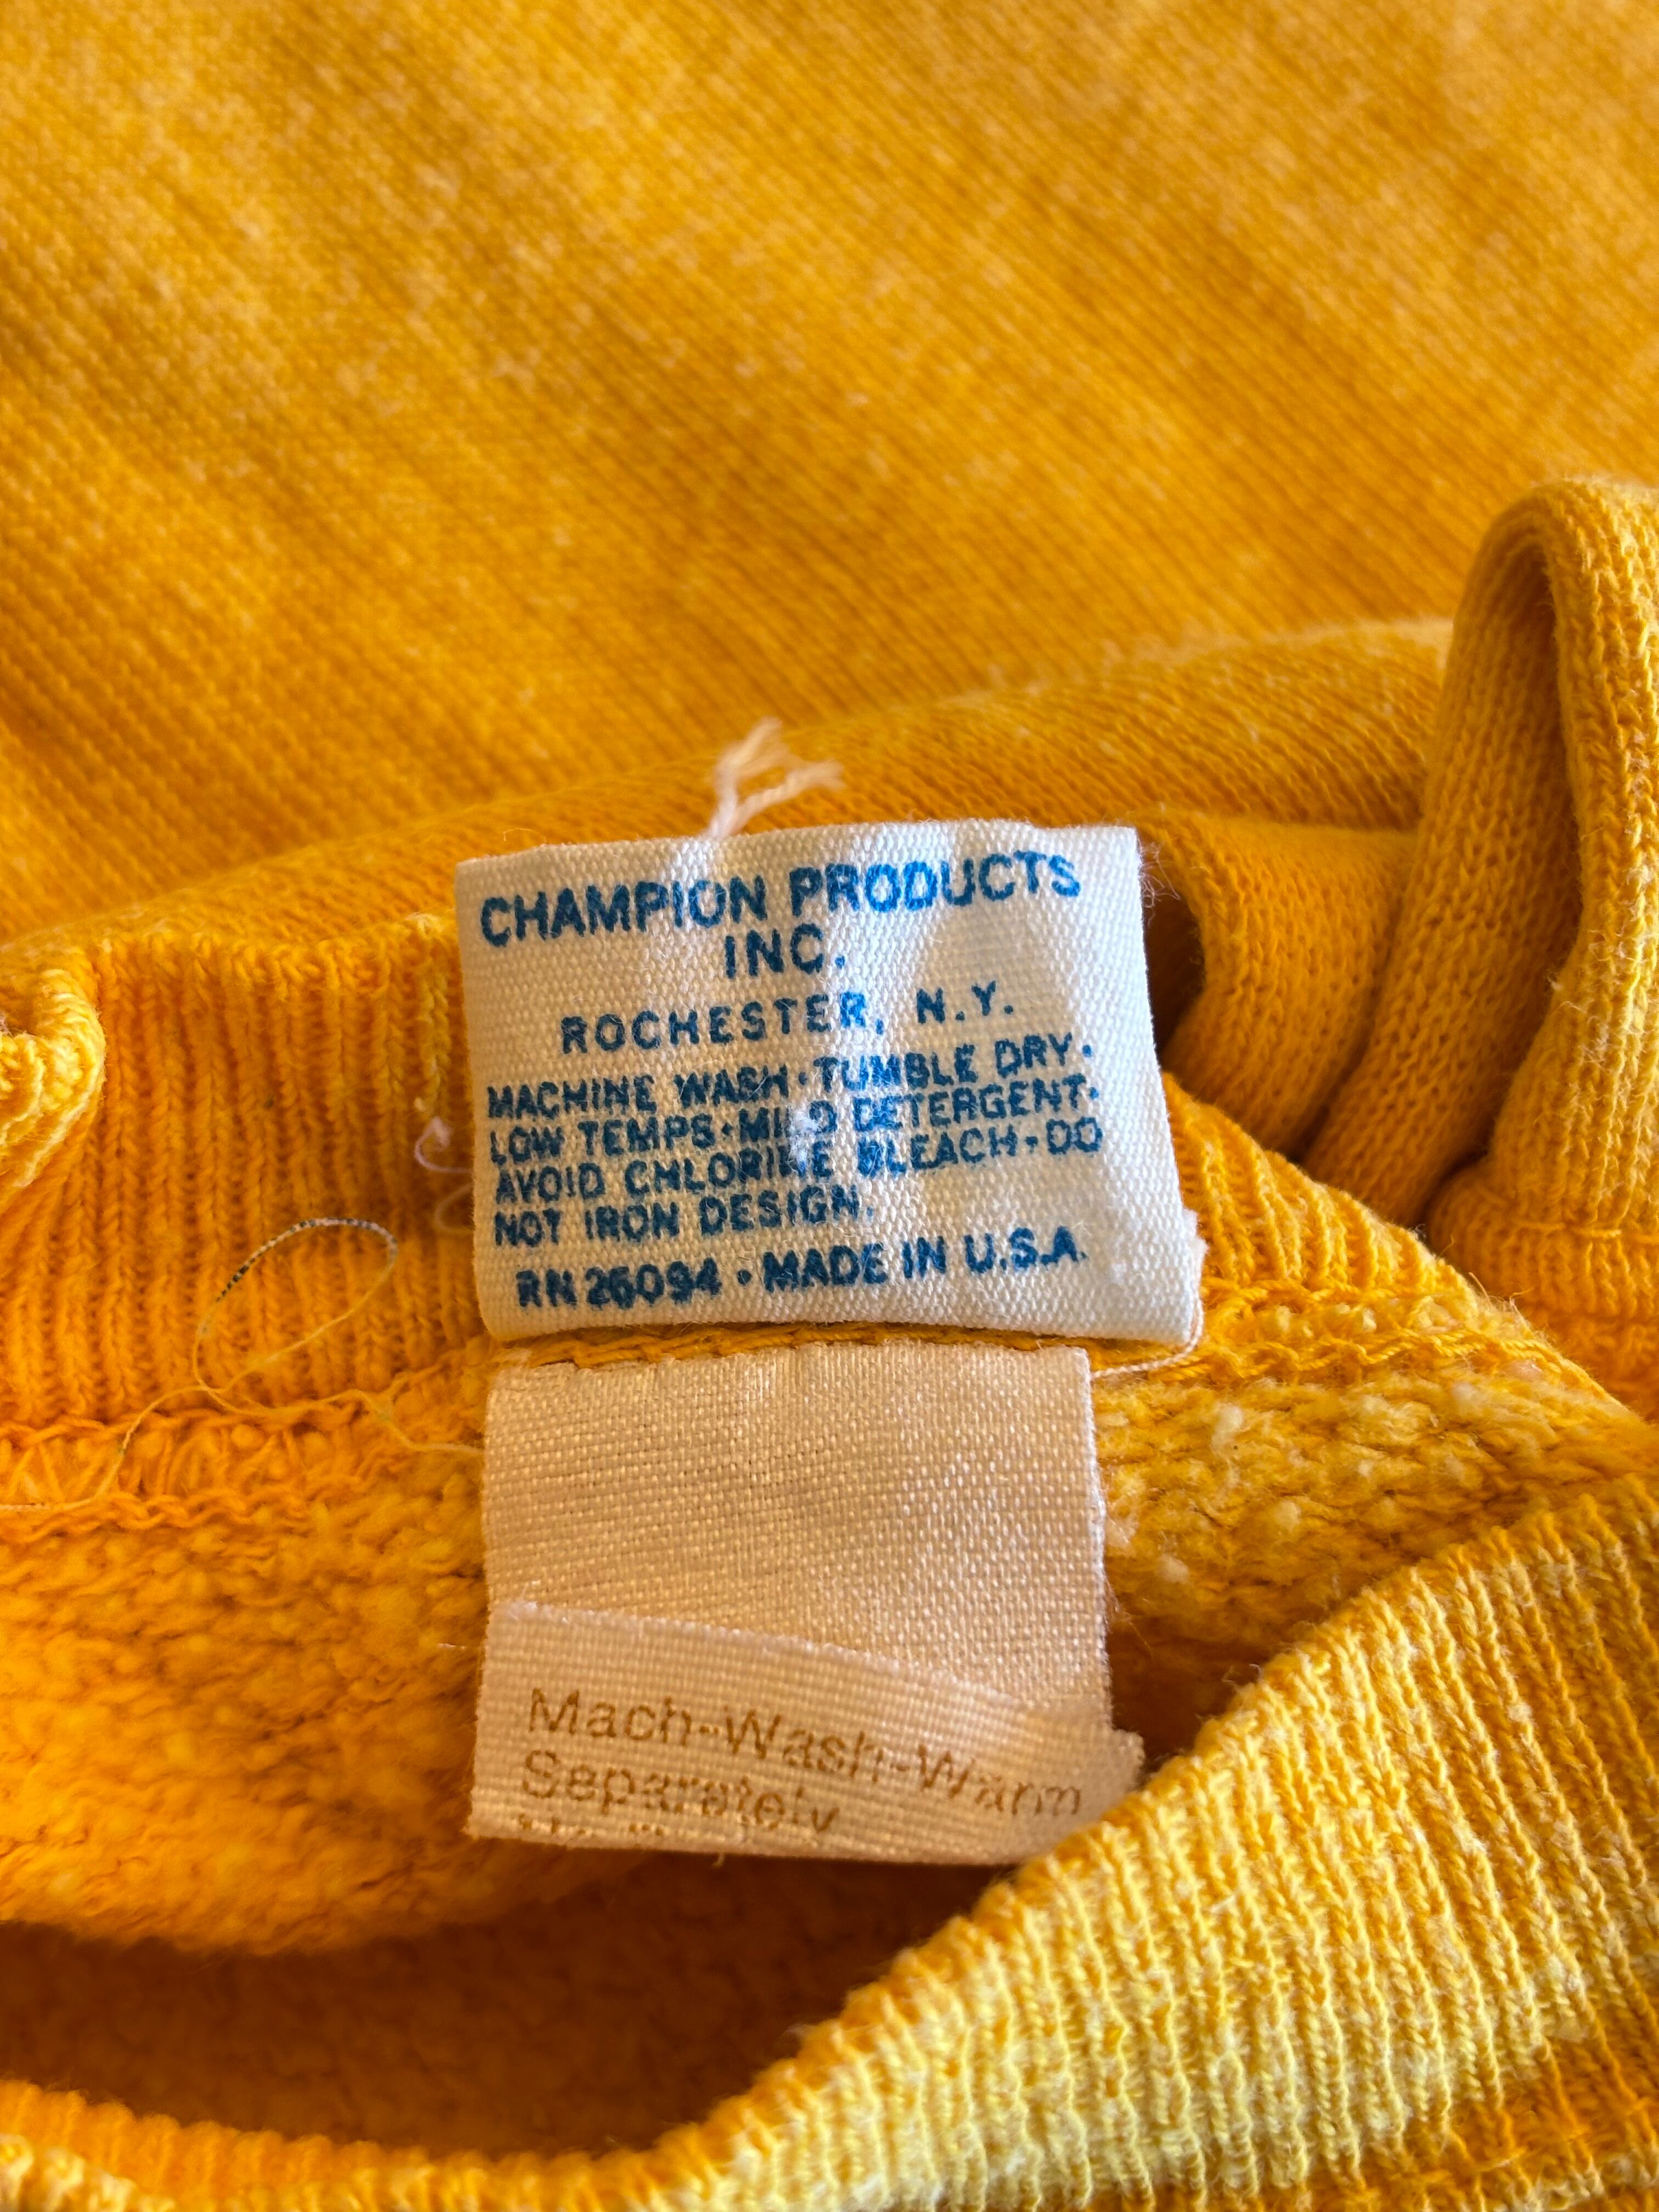 CHAMPION PRODUCTS
INC.
ROCHESTER, N.Y.
MACHINE WASH•TUMBLE DRY•
LOW TEMPS•MILD DETERGENT•
AVOID CHLORINE BLEACH•DO
NOT IRON DESIGN.
RN 26094 • MADE IN U.S.A.
Mach-Wash-Warm
Separately